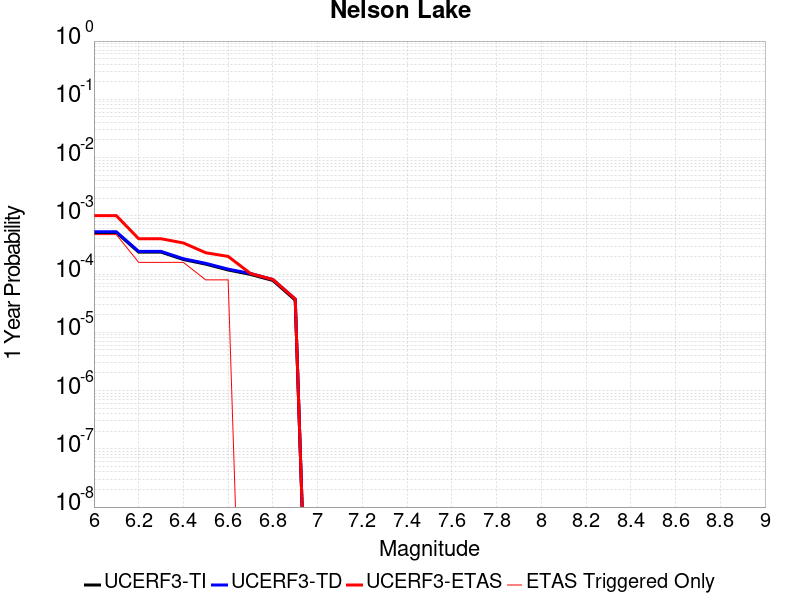 Nelson Lake
10^0
10^-1
10^-2
10^-3
10^-4
10^-5
10^-6
10^-7
10^-8
1 Year Probability
6 6.2 6.4 6.6 6.8 7 7.2 7.4 7.6 7.8 8 8.2 8.4 8.6 8.8 9
Magnitude
UCERF3-TI UCERF3-TD UCERF3-ETAS ETAS Triggered Only